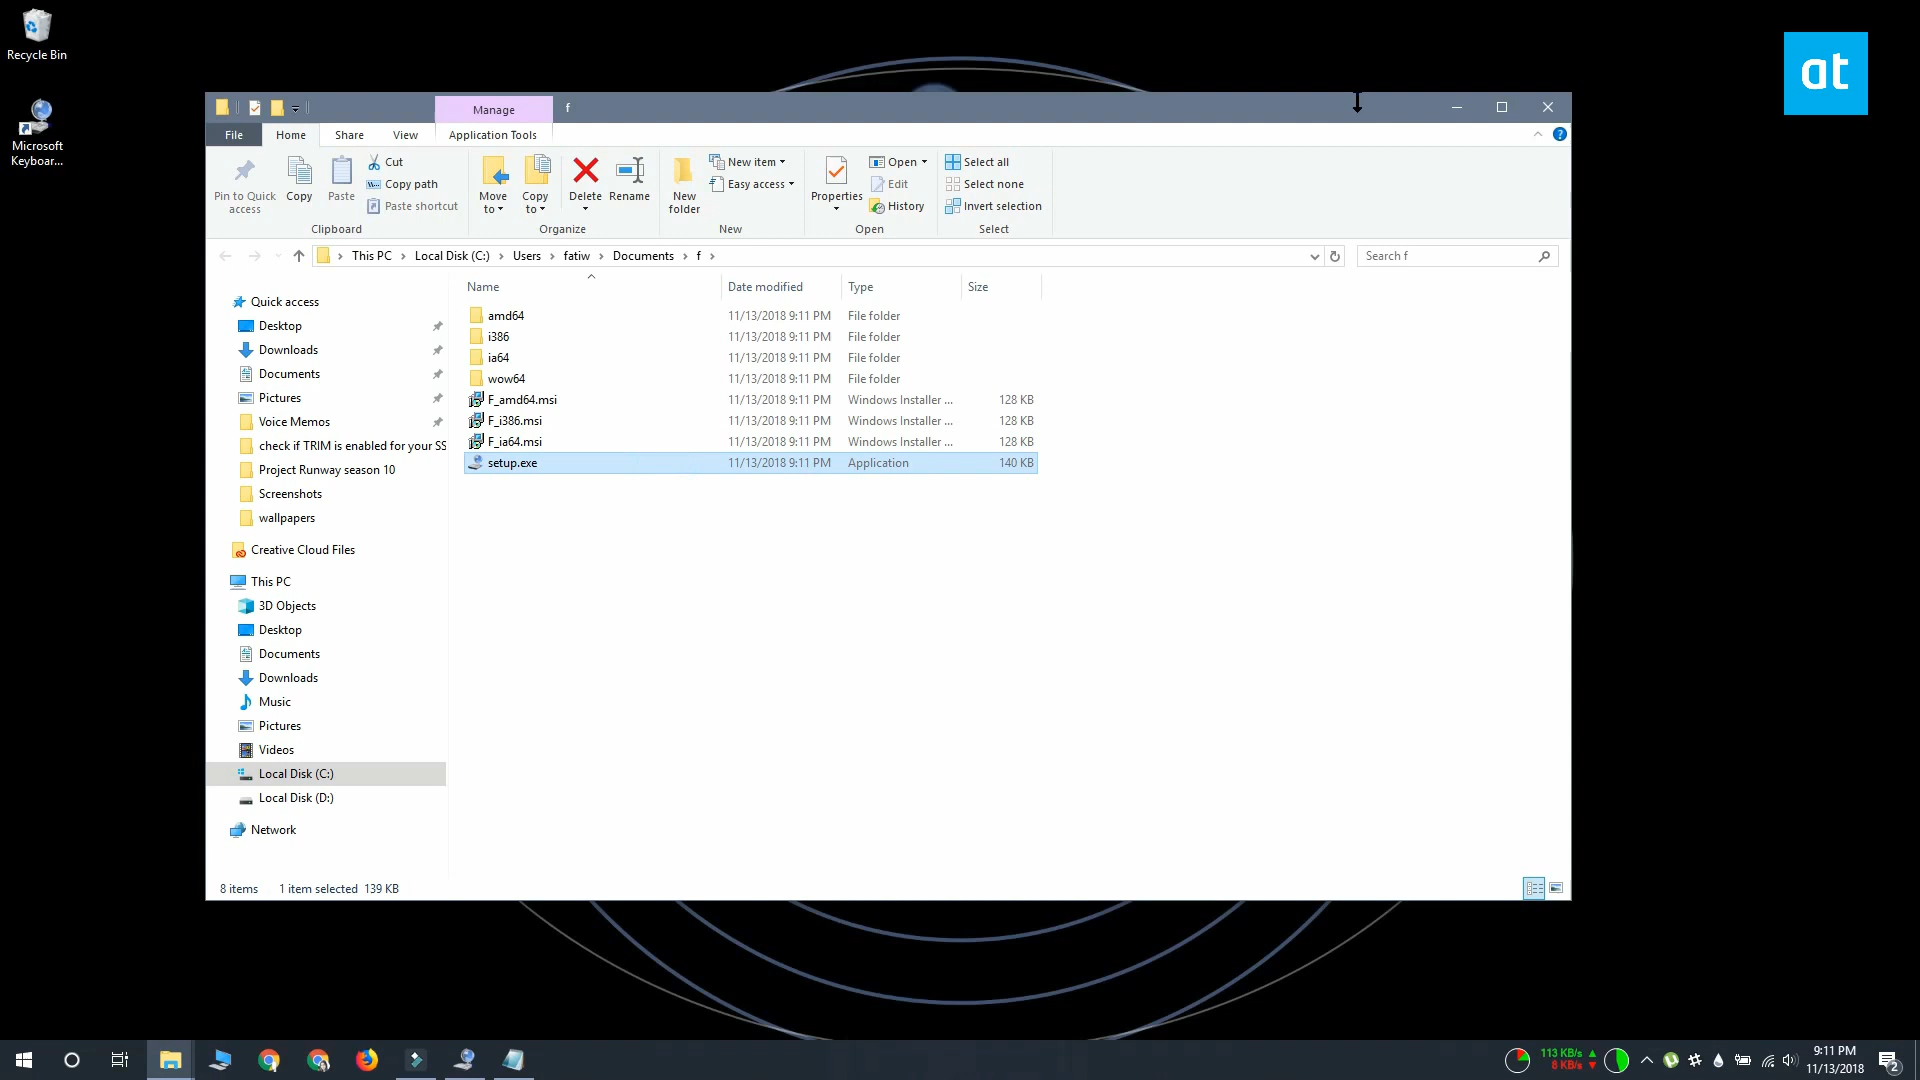 Recycle Bin
Microsoft
Keyboar...
at
Manage
f
File
Home
Share
View
Application Tools
Pin to Quick
access
Copy
Paste
Cut
Copy path
Paste shortcut
Clipboard
Move
to
Copy
to
Delete
Rename
Organize
New
folder
New item
Easy access
New
Properties
Open
Edit
History
Open
Select all
Select none
Invert selection
Select
This PC > Local Disk (C:) > Users > fatiw > Documents > f >
Search f
Name
Date modified
Type
Size
Quick access
Desktop
Downloads
Documents
Pictures
Voice Memos
check if TRIM is enabled for your SS
Project Runway season 10
Screenshots
wallpapers
Creative Cloud Files
This PC
3D Objects
Desktop
Documents
Downloads
Music
Pictures
Videos
Local Disk (C:)
Local Disk (D:)
Network
amd64 11/13/2018 9:11 PM File folder
i386 11/13/2018 9:11 PM File folder
ia64 11/13/2018 9:11 PM File folder
wow64 11/13/2018 9:11 PM File folder
F_amd64.msi 11/13/2018 9:11 PM Windows Installer ... 128 KB
F_i386.msi 11/13/2018 9:11 PM Windows Installer ... 128 KB
F_ia64.msi 11/13/2018 9:11 PM Windows Installer ... 128 KB
setup.exe 11/13/2018 9:11 PM Application 140 KB
8 items 1 item selected 139 KB
113 KB/s
8 KB/s
9:11 PM
11/13/2018
2